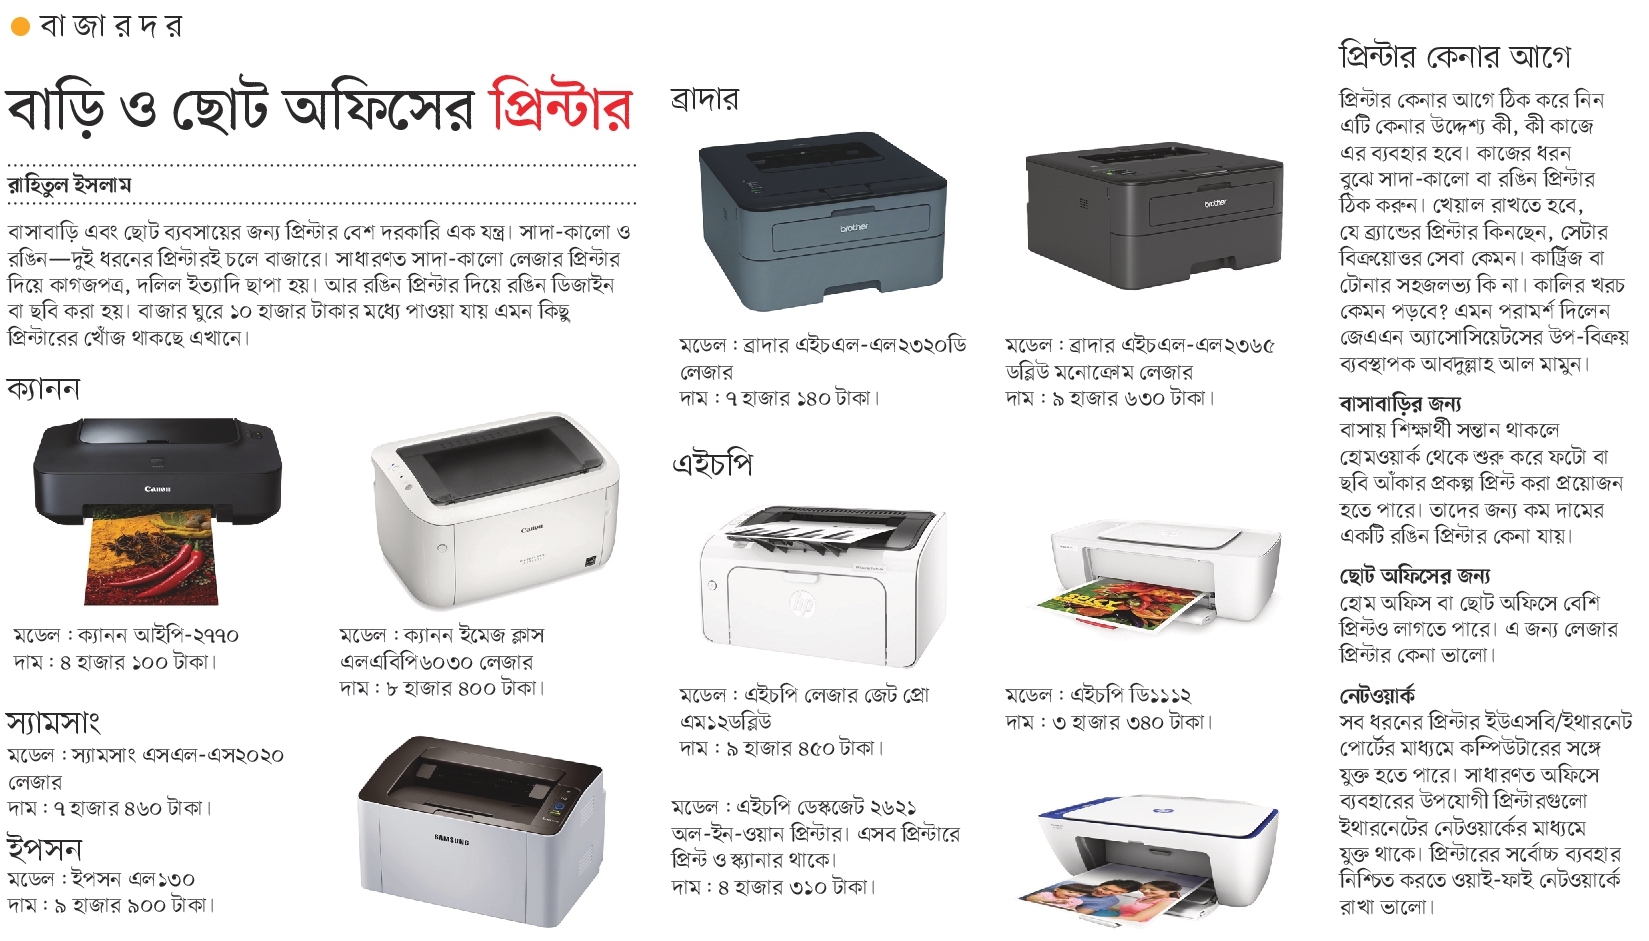 বাজারদর
বাড়ি ও ছোট অফিসের প্রিন্টার
রাহিতুল ইসলাম
বাসাবাড়ি এবং ছোট ব্যবসায়ের জন্য প্রিন্টার বেশ দরকারি এক যন্ত্র। সাদা-কালো ও
রঙিন—দুই ধরনের প্রিন্টারই চলে বাজারে। সাধারণত সাদা-কালো লেজার প্রিন্টার
দিয়ে কাগজপত্র, দলিল ইত্যাদি ছাপা হয়। আর রঙিন প্রিন্টার দিয়ে রঙিন ডিজাইন
বা ছবি করা হয়। বাজার ঘুরে ১০ হাজার টাকার মধ্যে পাওয়া যায় এমন কিছু
প্রিন্টারের খোঁজ থাকছে এখানে।
ক্যানন
Canon
Canon
মডেল : ক্যানন আইপি-২৭৭০
দাম : ৪ হাজার ১০০ টাকা।
মডেল : ক্যানন ইমেজ ক্লাস
এলএবিপি৬০৩০ লেজার
দাম : ৮ হাজার ৪০০ টাকা।
স্যামসাং
মডেল : স্যামসাং এসএল-এস২০২০
লেজার
দাম : ৭ হাজার ৪৬০ টাকা।
SAMSUNG
ইপসন
মডেল : ইপসন এল১৩০
দাম : ৯ হাজার ৯০০ টাকা।
ব্রাদার
brother
brother
মডেল : ব্রাদার এইচএল-এল২৩২০ডি
লেজার
দাম : ৭ হাজার ১৪০ টাকা।
মডেল : ব্রাদার এইচএল-এল২৩৬৫
ডব্লিউ মনোক্রোম লেজার
দাম : ৯ হাজার ৬৩০ টাকা।
এইচপি
hp
SPICY
মডেল : এইচপি লেজার জেট প্রো
এম১২ডব্লিউ
দাম : ৯ হাজার ৪৫০ টাকা।
মডেল : এইচপি ডি১১১২
দাম : ৩ হাজার ৩৪০ টাকা।
মডেল : এইচপি ডেস্কজেট ২৬২১
অল-ইন-ওয়ান প্রিন্টার। এসব প্রিন্টারে
প্রিন্ট ও স্ক্যানার থাকে।
দাম : ৪ হাজার ৩১০ টাকা।
প্রিন্টার কেনার আগে
প্রিন্টার কেনার আগে ঠিক করে নিন
এটি কেনার উদ্দেশ্য কী, কী কাজে
এর ব্যবহার হবে। কাজের ধরন
বুঝে সাদা-কালো বা রঙিন প্রিন্টার
ঠিক করুন। খেয়াল রাখতে হবে,
যে ব্র্যান্ডের প্রিন্টার কিনছেন, সেটার
বিক্রয়োত্তর সেবা কেমন। কার্ট্রিজ বা
টোনার সহজলভ্য কি না। কালির খরচ
কেমন পড়বে? এমন পরামর্শ দিলেন
জেএএন অ্যাসোসিয়েটসের উপ-বিক্রয়
ব্যবস্থাপক আবদুল্লাহ আল মামুন।
বাসাবাড়ির জন্য
বাসায় শিক্ষার্থী সন্তান থাকলে
হোমওয়ার্ক থেকে শুরু করে ফটো বা
ছবি আঁকার প্রকল্প প্রিন্ট করা প্রয়োজন
হতে পারে। তাদের জন্য কম দামের
একটি রঙিন প্রিন্টার কেনা যায়।
ছোট অফিসের জন্য
হোম অফিস বা ছোট অফিসে বেশি
প্রিন্টও লাগতে পারে। এ জন্য লেজার
প্রিন্টার কেনা ভালো।
নেটওয়ার্ক
সব ধরনের প্রিন্টার ইউএসবি/ইথারনেট
পোর্টের মাধ্যমে কম্পিউটারের সঙ্গে
যুক্ত হতে পারে। সাধারণত অফিসে
ব্যবহারের উপযোগী প্রিন্টারগুলো
ইথারনেটের নেটওয়ার্কের মাধ্যমে
যুক্ত থাকে। প্রিন্টারের সর্বোচ্চ ব্যবহার
নিশ্চিত করতে ওয়াই-ফাই নেটওয়ার্কে
রাখা ভালো।